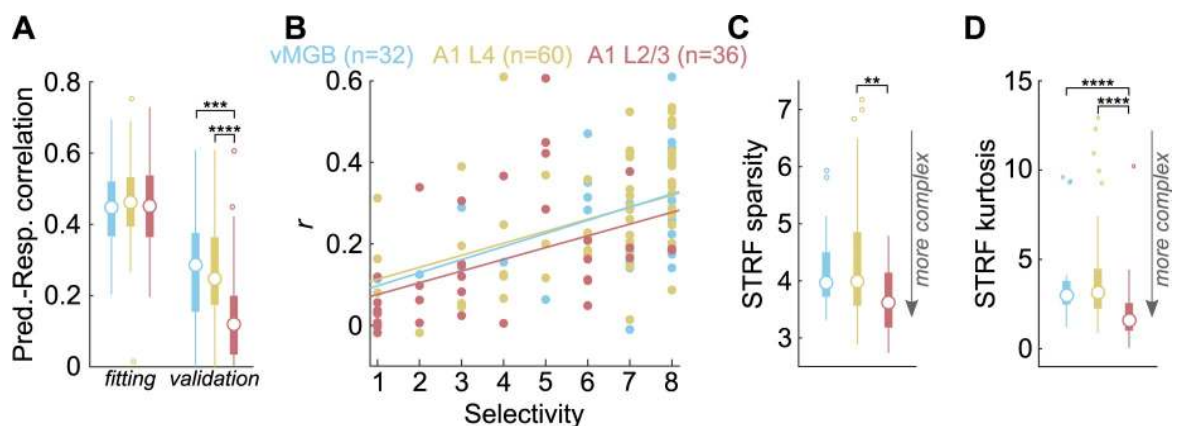 A
Pred.-Resp. correlation
0.8
0.6
0.4
0.2
0
***
****
fitting
validation
B
vMGB (n=32) A1 L4 (n=60) A1 L2/3 (n=36)
r
0.6
0.4
0.2
0
1 2 3 4 5 6 7 8
Selectivity
C
STRF sparsity
7
6
5
4
3
**
more complex
D
STRF kurtosis
15
10
5
0
****
****
more complex